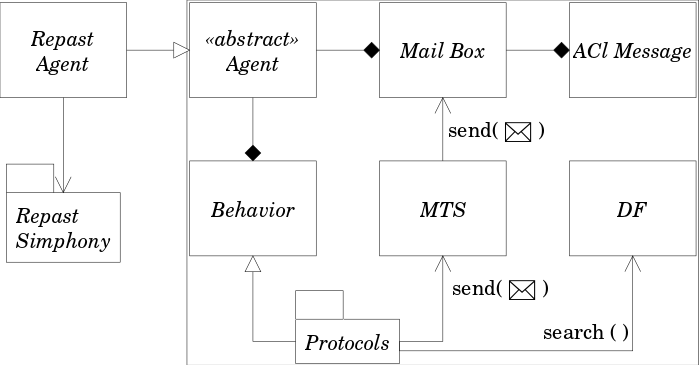 Repast
Agent
«abstract»
Agent
Mail Box
ACl Message
send( )
Repast
Simphony
Behavior
MTS
DF
send( )
search ( )
Protocols